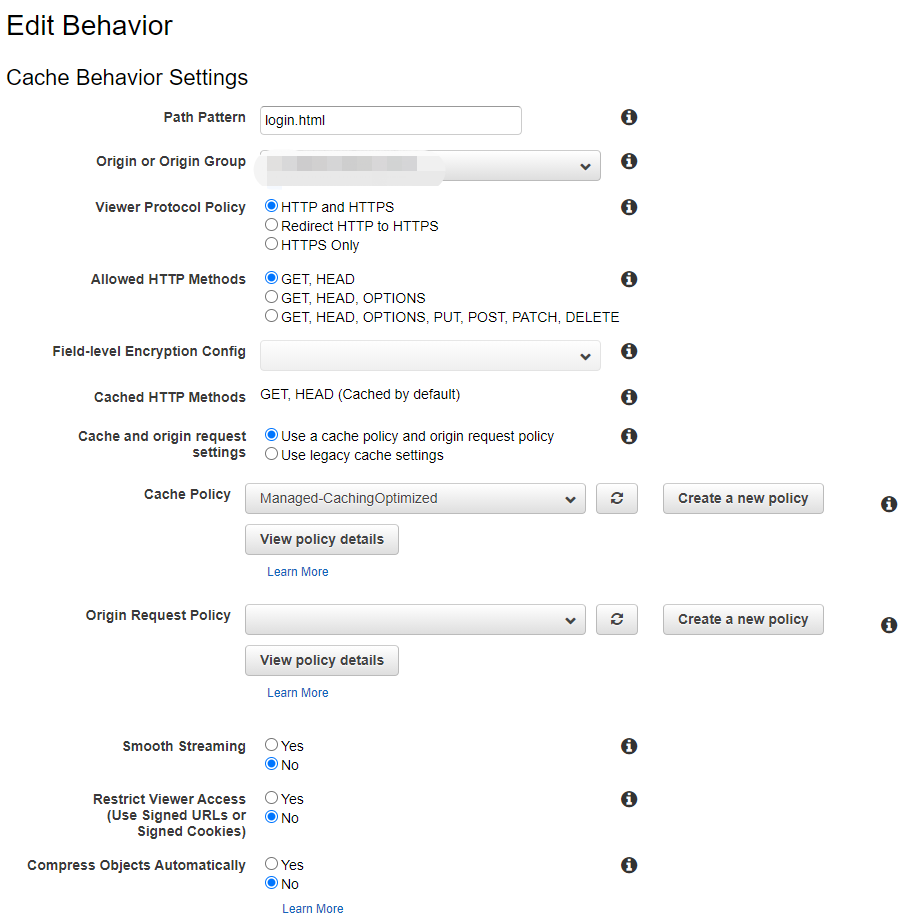 Edit Behavior
Cache Behavior Settings
Path Pattern
login.html
Origin or Origin Group
Viewer Protocol Policy
HTTP and HTTPS
Redirect HTTP to HTTPS
HTTPS Only
Allowed HTTP Methods
GET, HEAD
GET, HEAD, OPTIONS
GET, HEAD, OPTIONS, PUT, POST, PATCH, DELETE
Field-level Encryption Config
Cached HTTP Methods
GET, HEAD (Cached by default)
Cache and origin request
settings
Use a cache policy and origin request policy
Use legacy cache settings
Cache Policy
Managed-CachingOptimized
Create a new policy
View policy details
Learn More
Origin Request Policy
Create a new policy
View policy details
Learn More
Smooth Streaming
Yes
No
Restrict Viewer Access
(Use Signed URLs or
Signed Cookies)
Yes
No
Compress Objects Automatically
Yes
No
Learn More